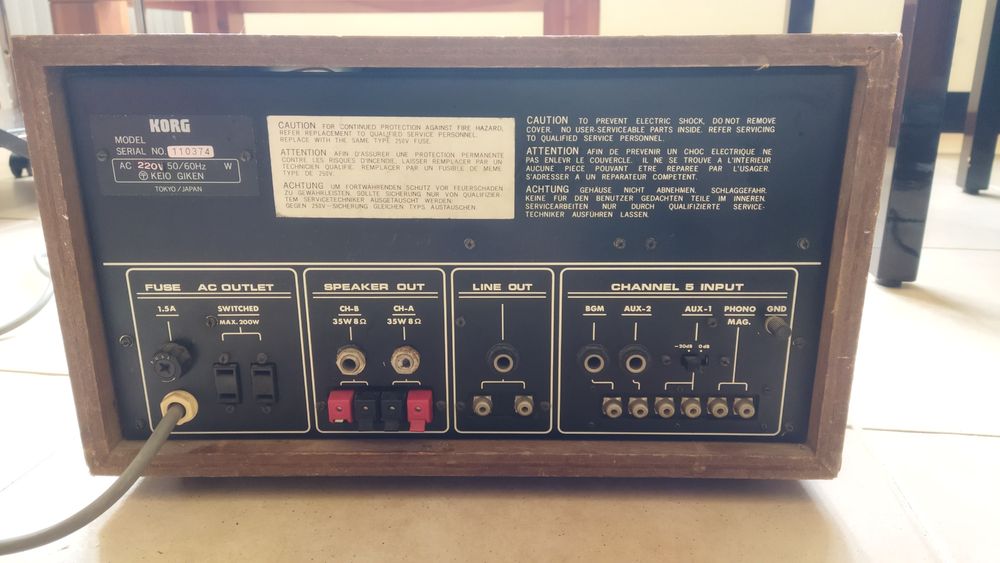 KORG
MODEL
SERIAL NO. 110374
AC 220V 50/60Hz W
KEIO GIKEN
TOKYO/JAPAN
CAUTION FOR CONTINUED PROTECTION AGAINST FIRE HAZARD,
REFER REPLACEMENT TO QUALIFIED SERVICE PERSONNEL.
REPLACE WITH THE SAME TYPE 250V FUSE.
ATTENTION AFIN D'ASSURER UNE PROTECTION PERMANENTE
CONTRE LES RISQUES D'INCENDIE, LAISSER REMPLACER PAR UN
TECHNICIEN QUALIFIE. REMPLACER PAR UN FUSIBLE DE MEME
TYPE DE 250V.
ACHTUNG UM FORTWÄHRENDEN SCHUTZ VOR FEUERSCHADEN
ZU GEWÄHRLEISTEN, SOLLTE SICHERUNG NUR VON QUALIFIZIER-
TEM SERVICETECHNIKER AUSGETAUSCHT WERDEN:
GEGEN 250V-SICHERUNG GLEICHEN TYPS AUSTAUSCHEN.
CAUTION TO PREVENT ELECTRIC SHOCK, DO NOT REMOVE
COVER. NO USER-SERVICEABLE PARTS INSIDE. REFER SERVICING
TO QUALIFIED SERVICE PERSONNEL.
ATTENTION AFIN DE PREVENIR UN CHOC ELECTRIQUE NE
PAS ENLEVR LE COUVERCLE. IL NE SE TROUVE A L'INTERIEUR
AUCUNE PIECE POUVANT ETRE REPAREE PAR L'USAGER.
S'ADRESSER A UN REPARATEUR COMPETENT.
ACHTUNG GEHÄUSE NICHT ABNEHMEN. SCHLAGGEFAHR.
KEINE FÜR DEN BENUTZER GEDACHTEN TEILE IM INNEREN.
SERVICEARBEITEN NUR DURCH QUALIFIZIERTE SERVICE-
TECHNIKER AUSFÜHREN LASSEN.
FUSE AC OUTLET
1.5A SWITCHED
MAX. 200W
SPEAKER OUT
CH-B CH-A
35W 8Ω 35W 8Ω
LINE OUT
CHANNEL 5 INPUT
BGM AUX-2 AUX-1 PHONO GND
MAG.
-20dB 0dB